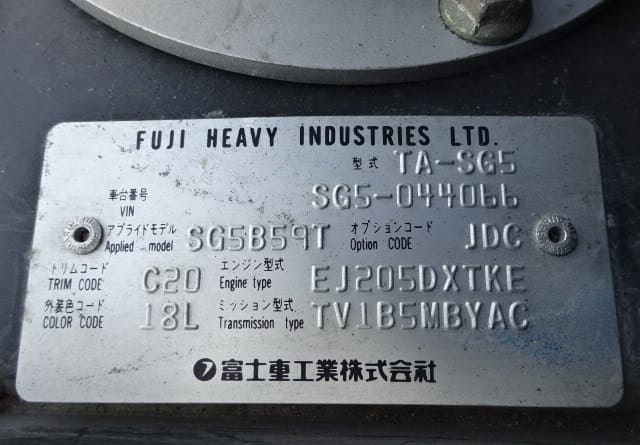 FUJI HEAVY INDUSTRIES LTD.
型式 TA-SG5
車台番号 VIN SG5-044066
アプライドモデル Applied model SG5B59T オプションコード Option CODE JDC
トリムコード TRIM CODE C20 エンジン型式 Engine type EJ205DXTKE
外装色コード COLOR CODE 18L ミッション型式 Transmission type TV1B5MBYAC
富士重工業株式会社